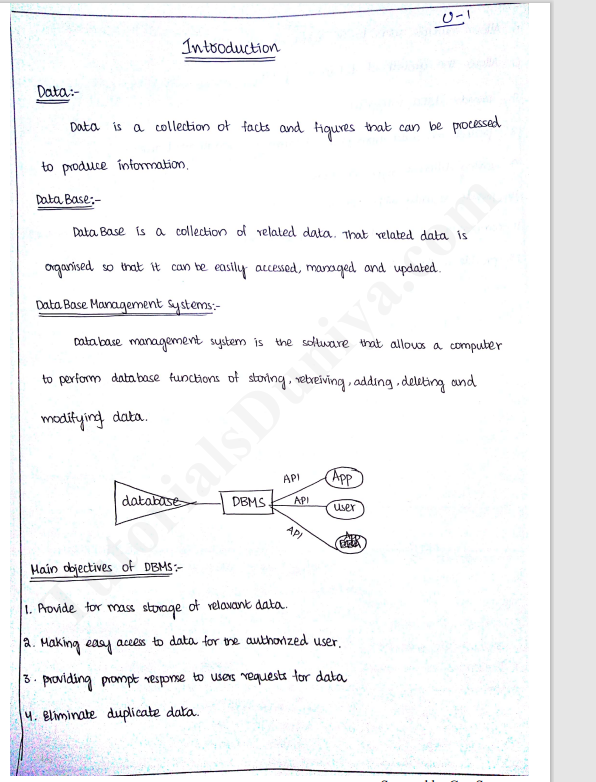 U-1
Introduction
Data:-
Data is a collection of facts and figures that can be processed
to produce information.
Data Base:-
Data Base is a collection of related data. That related data is
organised so that it can be easily accessed, managed and updated.
Data Base Management Systems:-
Database management system is the software that allows a computer
to perform database functions of storing, retreiving, adding, deleting and
modifying data.
API
App
database
DBMS
API
user
API
Main objectives of DBMS:-
1. Provide for mass storage of relavant data.
2. Making easy access to data for the authorized user.
3. providing prompt response to users requests for data
4. Eliminate duplicate data.
TutorialsDuniya.com